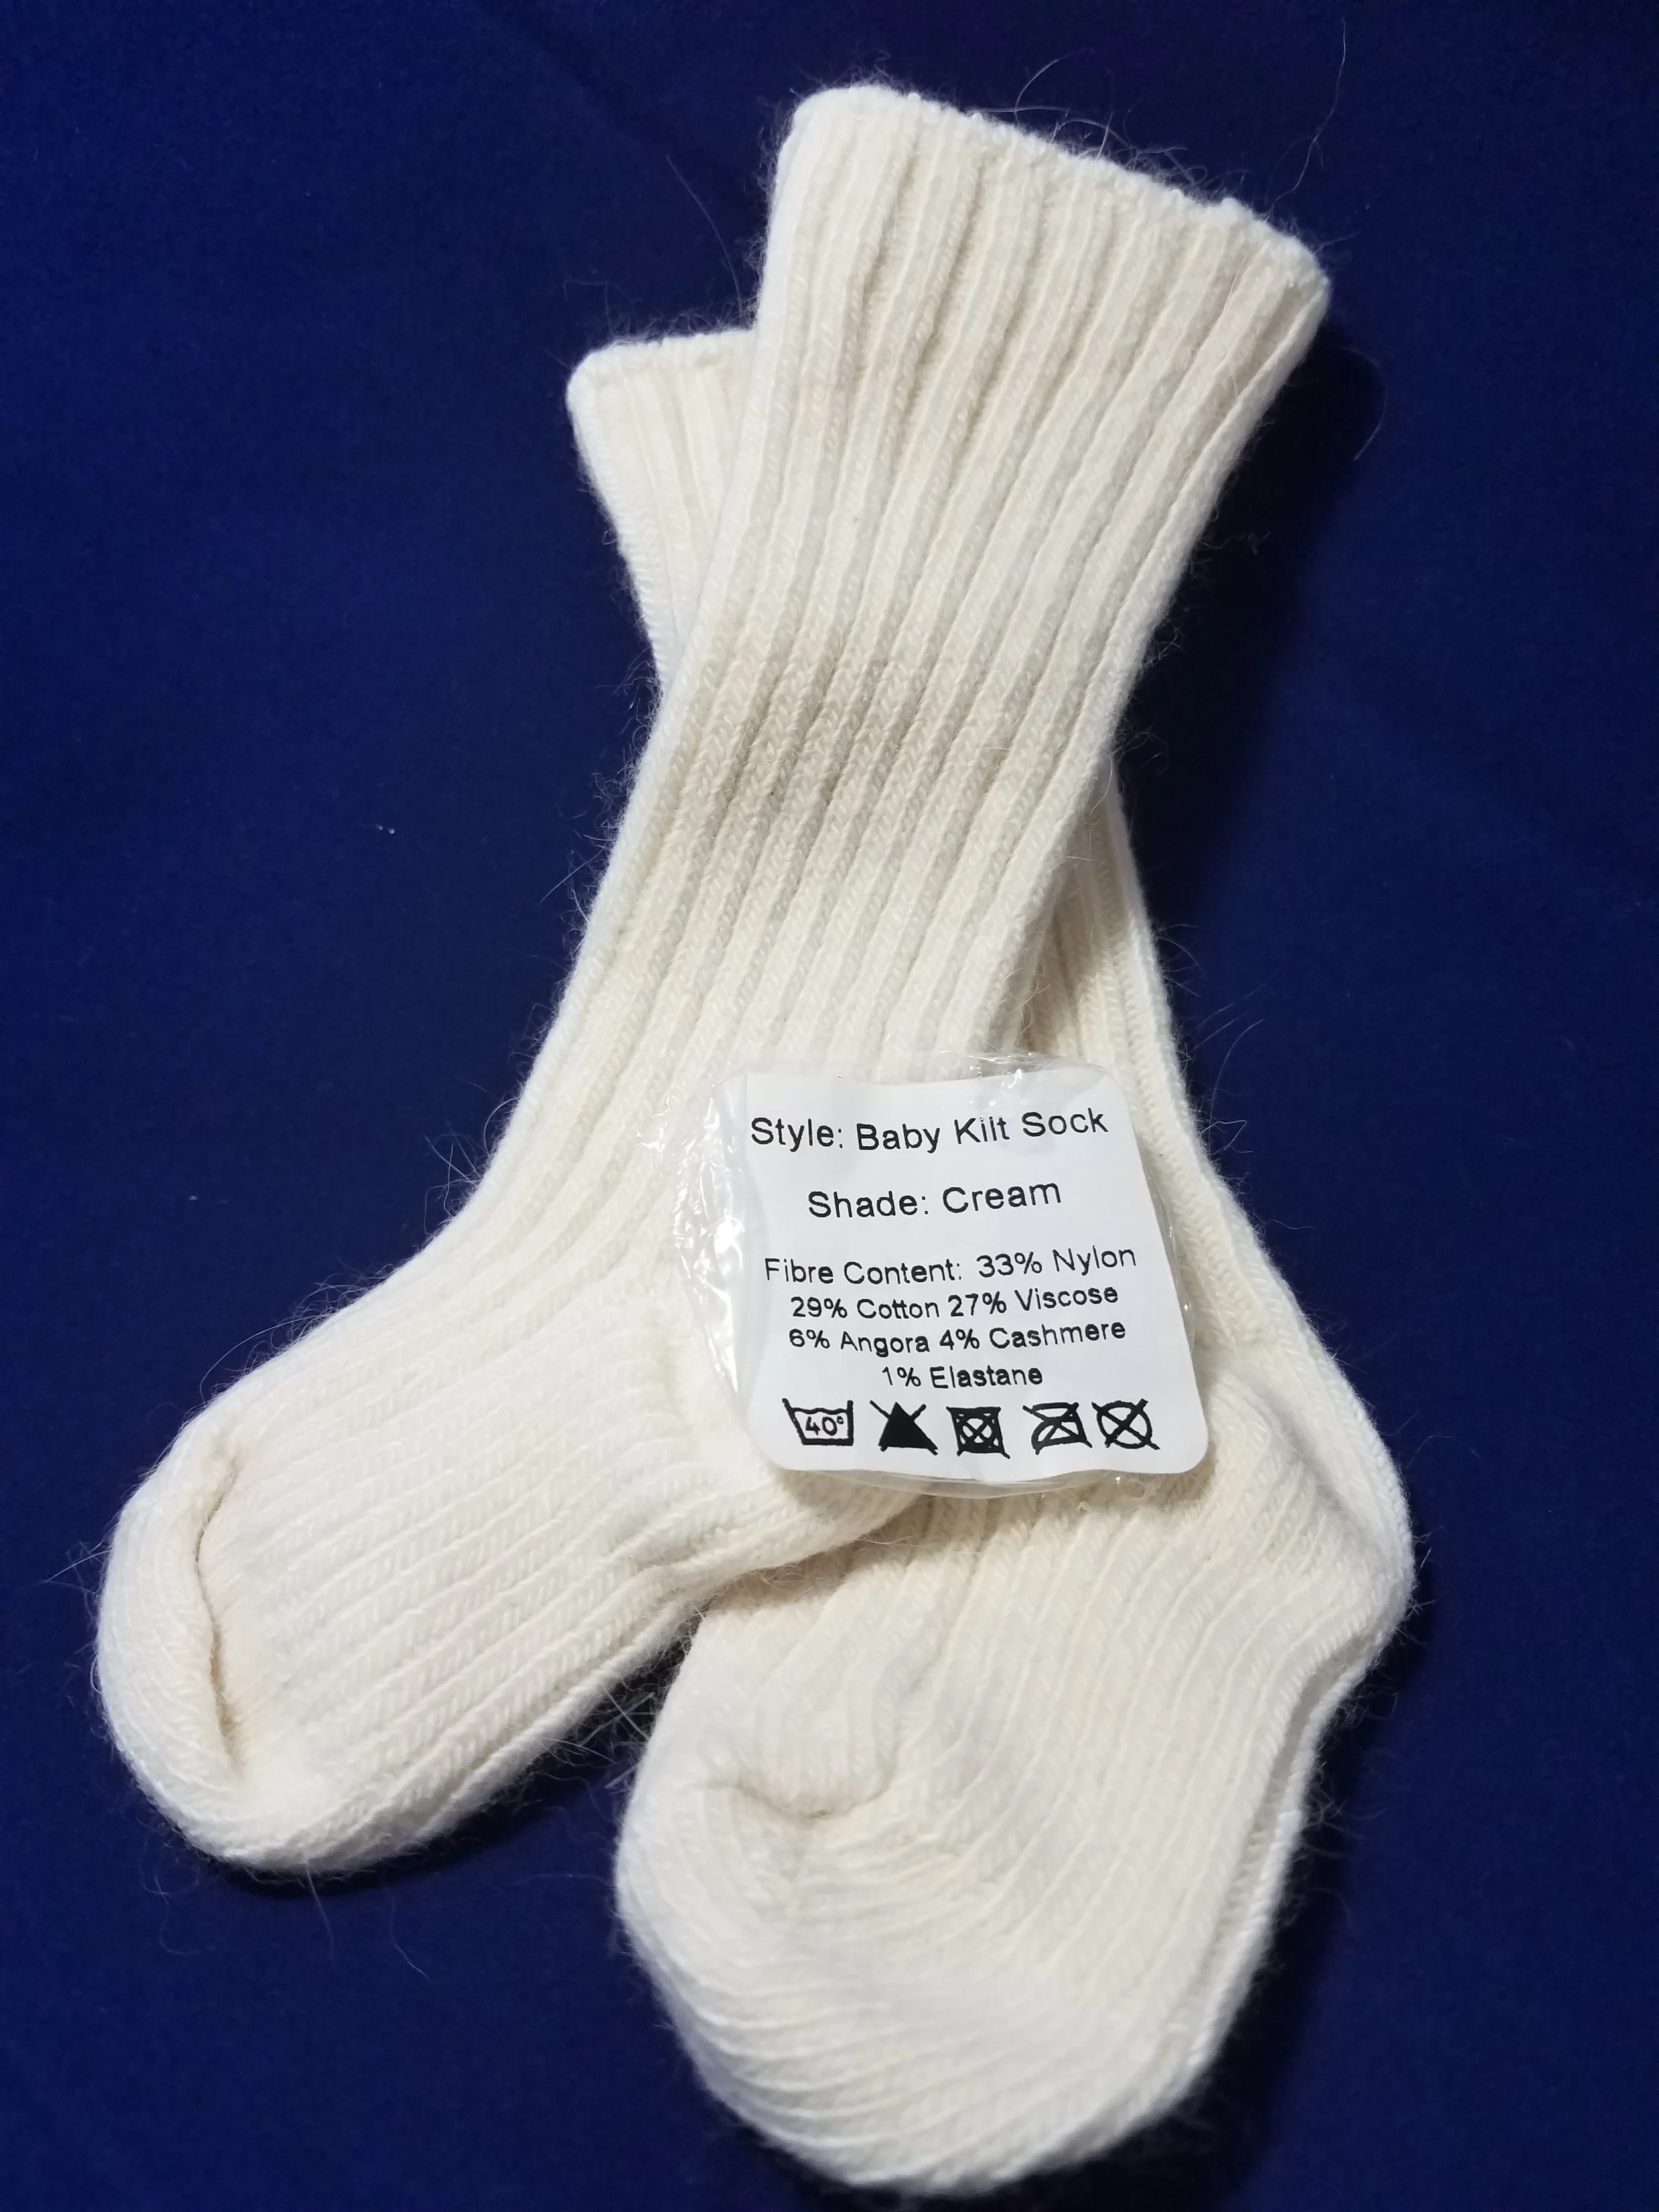 Style: Baby Kilt Sock
Shade: Cream
Fibre Content: 33% Nylon
29% Cotton 27% Viscose
6% Angora 4% Cashmere
1% Elastane
40°